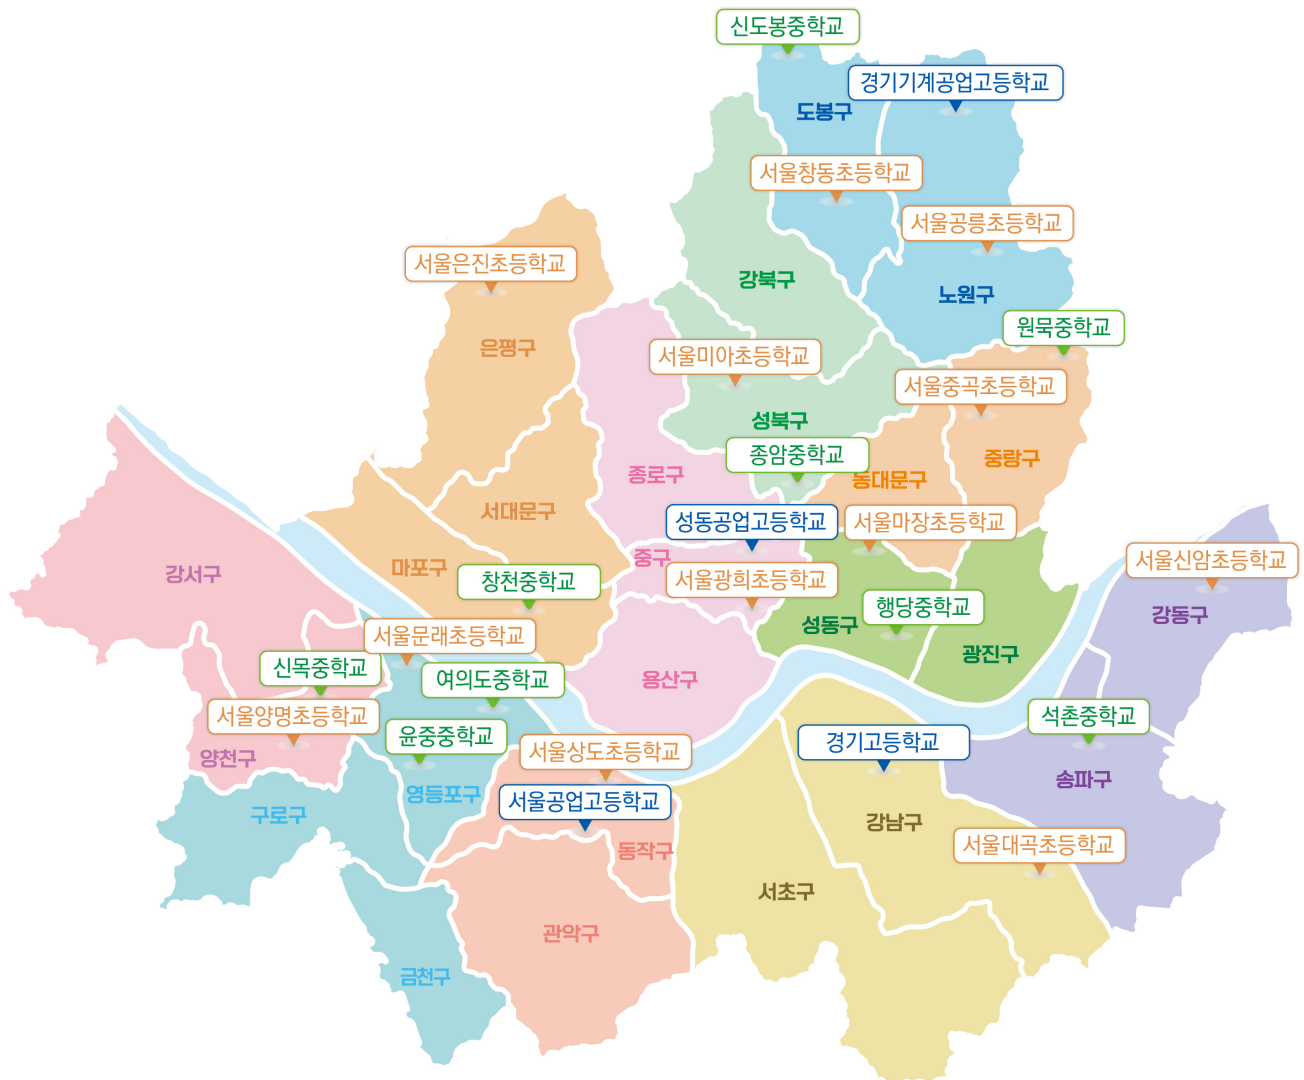 신도봉중학교
경기기계공업고등학교
도봉구
서울창동초등학교
서울공릉초등학교
서울은진초등학교
강북구
노원구
원묵중학교
은평구
서울미아초등학교
서울중곡초등학교
성북구
종암중학교
중랑구
종로구
동대문구
서대문구
성동공업고등학교
서울마장초등학교
중구
서울신암초등학교
강서구
마포구
창천중학교
서울광희초등학교
행당중학교
강동구
성동구
서울문래초등학교
광진구
신목중학교
여의도중학교
용산구
서울양명초등학교
석촌중학교
윤중중학교
경기고등학교
양천구
서울상도초등학교
송파구
영등포구
서울공업고등학교
구로구
강남구
서울대곡초등학교
동작구
서초구
관악구
금천구